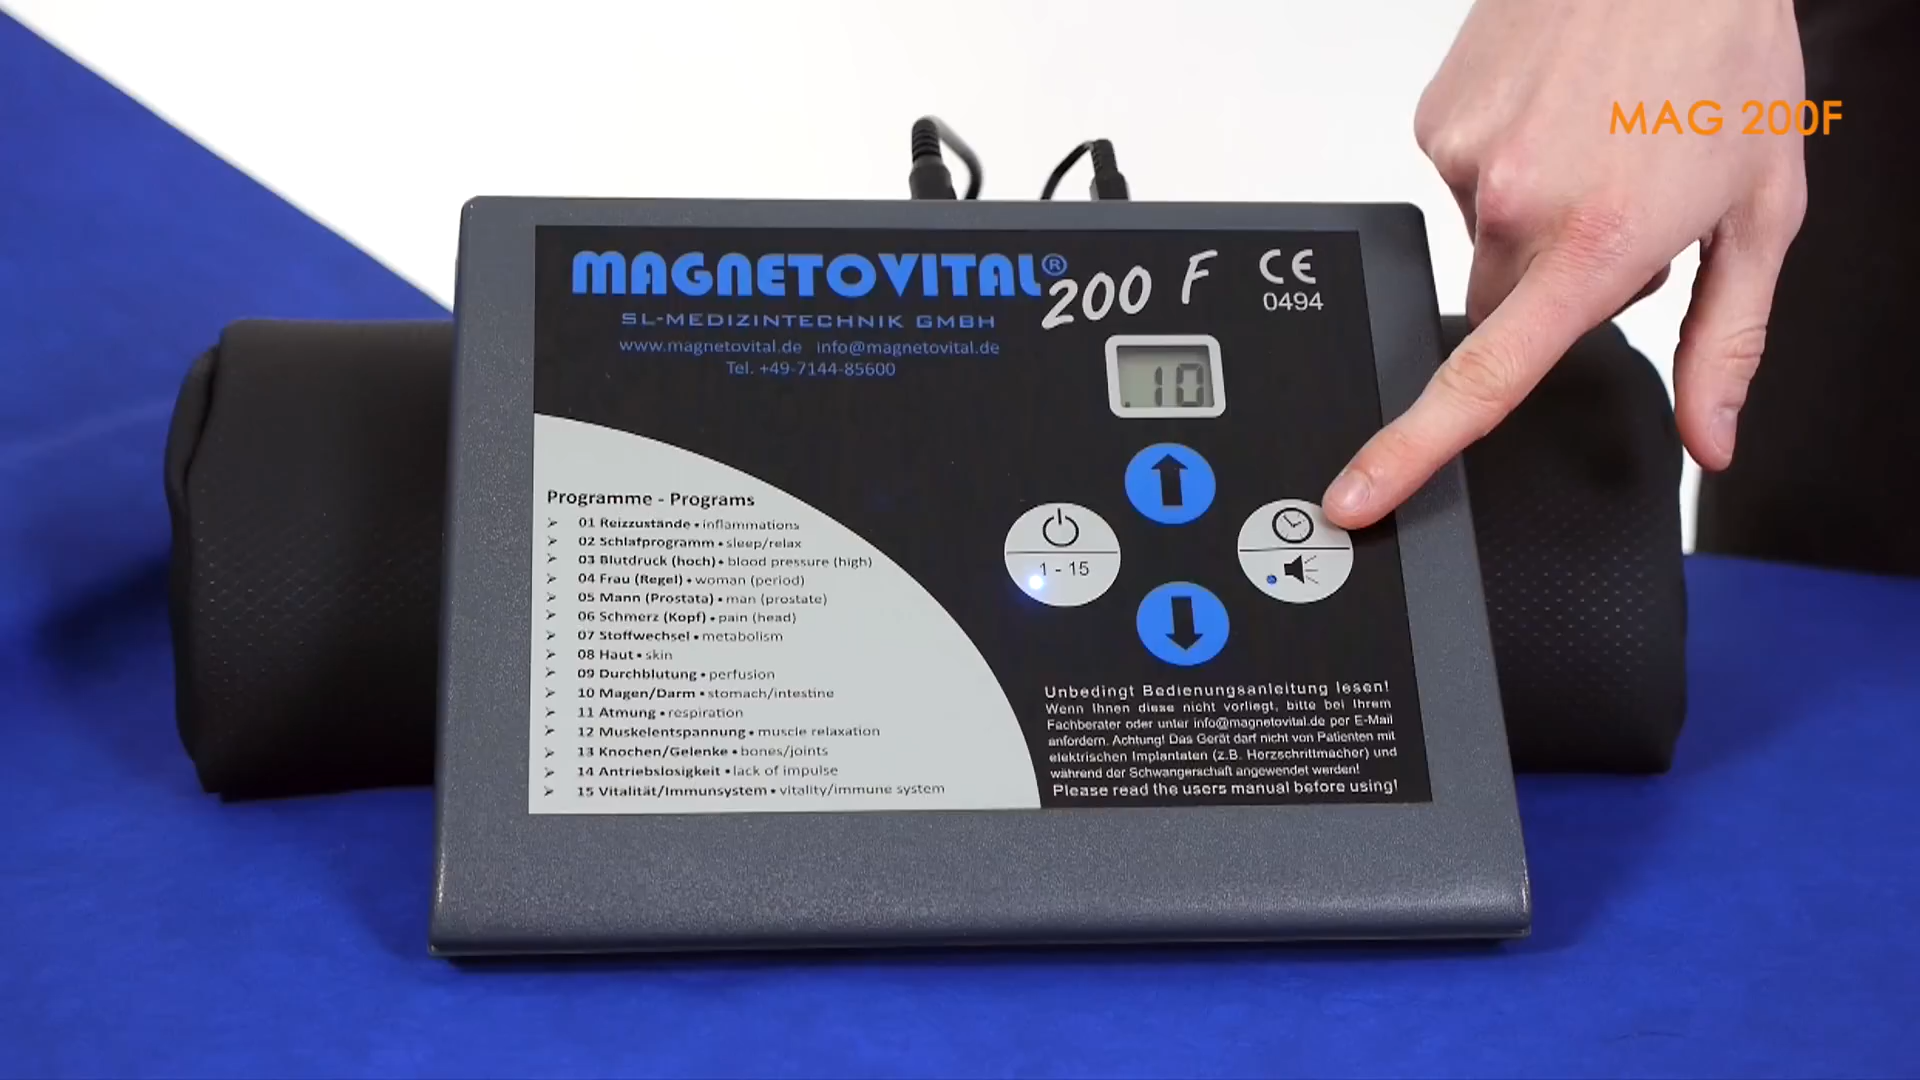 MAG 200F
MAGNETOVITAL® 200 F
CE
0494
SL-MEDIZINTECHNIK GMBH
www.magnetovital.de info@magnetovital.de
Tel. +49-7144-85600
.10
1 - 15
Programme - Programs
➢ 01 Reizzustände • inflammations
➢ 02 Schlafprogramm • sleep/relax
➢ 03 Blutdruck (hoch) • blood pressure (high)
➢ 04 Frau (Regel) • woman (period)
➢ 05 Mann (Prostata) • man (prostate)
➢ 06 Schmerz (Kopf) • pain (head)
➢ 07 Stoffwechsel • metabolism
➢ 08 Haut • skin
➢ 09 Durchblutung • perfusion
➢ 10 Magen/Darm • stomach/intestine
➢ 11 Atmung • respiration
➢ 12 Muskelentspannung • muscle relaxation
➢ 13 Knochen/Gelenke • bones/joints
➢ 14 Antriebslosigkeit • lack of impulse
➢ 15 Vitalität/Immunsystem • vitality/immune system
Unbedingt Bedienungsanleitung lesen!
Wenn Ihnen diese nicht vorliegt, bitte bei Ihrem
Fachberater oder unter info@magnetovital.de per E-Mail
anfordern. Achtung! Das Gerät darf nicht von Patienten mit
elektrischen Implantaten (z.B. Herzschrittmacher) und
während der Schwangerschaft angewendet werden!
Please read the users manual before using!